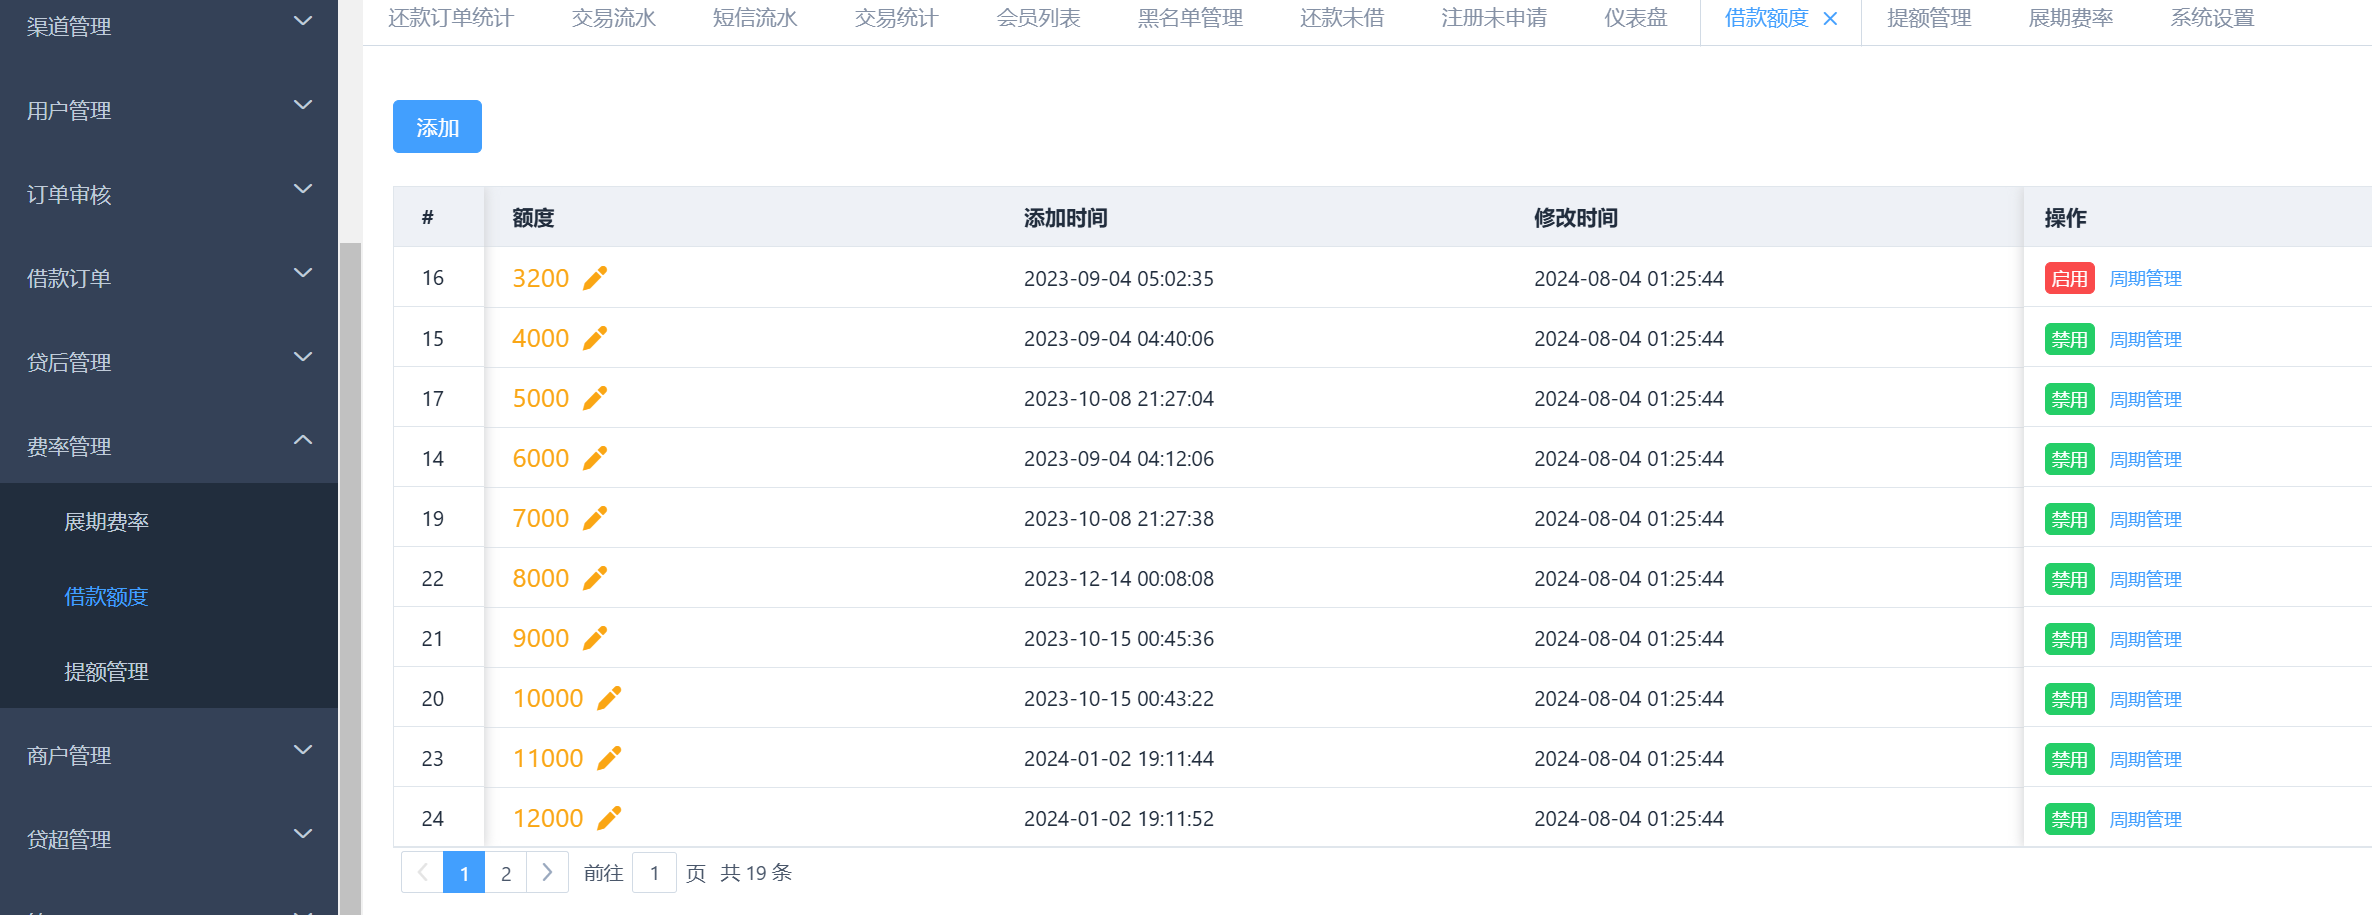 还款订单统计 交易流水 短信流水 交易统计 会员列表 黑名单管理 还款未借 注册未申请 仪表盘 借款额度 提额管理 展期费率 系统设置
渠道管理
用户管理
订单审核
借款订单
贷后管理
费率管理
展期费率
借款额度
提额管理
商户管理
贷超管理
添加
# 额度 添加时间 修改时间 操作
16 3200 2023-09-04 05:02:35 2024-08-04 01:25:44 启用 周期管理
15 4000 2023-09-04 04:40:06 2024-08-04 01:25:44 禁用 周期管理
17 5000 2023-10-08 21:27:04 2024-08-04 01:25:44 禁用 周期管理
14 6000 2023-09-04 04:12:06 2024-08-04 01:25:44 禁用 周期管理
19 7000 2023-10-08 21:27:38 2024-08-04 01:25:44 禁用 周期管理
22 8000 2023-12-14 00:08:08 2024-08-04 01:25:44 禁用 周期管理
21 9000 2023-10-15 00:45:36 2024-08-04 01:25:44 禁用 周期管理
20 10000 2023-10-15 00:43:22 2024-08-04 01:25:44 禁用 周期管理
23 11000 2024-01-02 19:11:44 2024-08-04 01:25:44 禁用 周期管理
24 12000 2024-01-02 19:11:52 2024-08-04 01:25:44 禁用 周期管理
1 2 前往 1 页 共 19 条